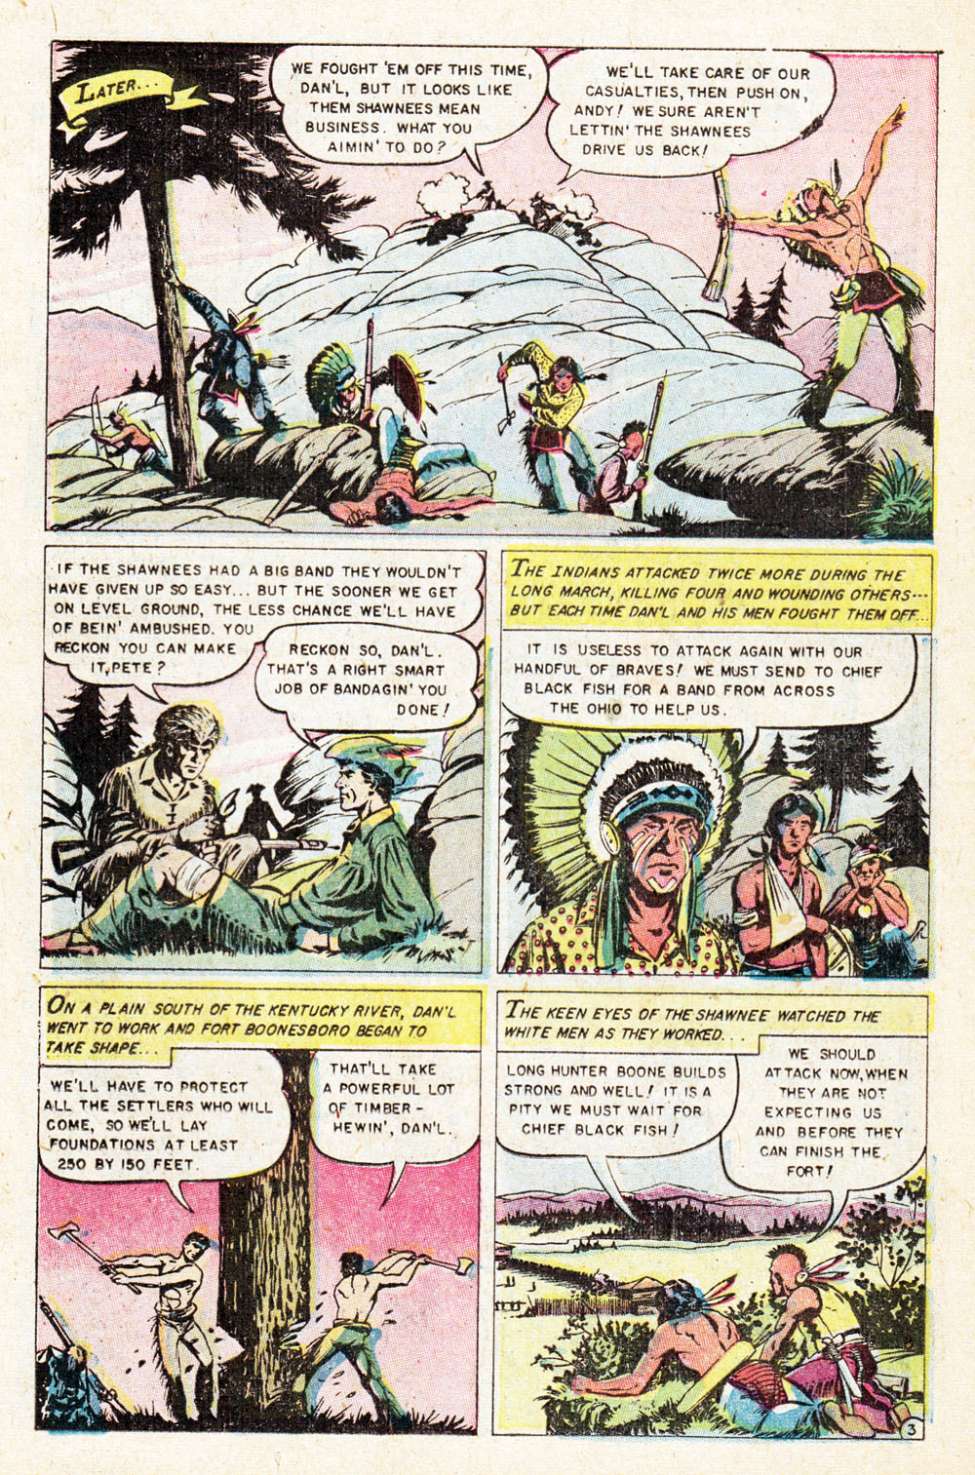 LATER...
WE FOUGHT 'EM OFF THIS TIME,
DAN'L, BUT IT LOOKS LIKE
THEM SHAWNEES MEAN
BUSINESS. WHAT YOU
AIMIN' TO DO?
WE'LL TAKE CARE OF OUR
CASUALTIES, THEN PUSH ON,
ANDY! WE SURE AREN'T
LETTIN' THE SHAWNEES
DRIVE US BACK!
IF THE SHAWNEES HAD A BIG BAND THEY WOULDN'T
HAVE GIVEN UP SO EASY... BUT THE SOONER WE GET
ON LEVEL GROUND, THE LESS CHANCE WE'LL HAVE
OF BEIN' AMBUSHED. YOU
RECKON YOU CAN MAKE
IT, PETE?
RECKON SO, DAN'L.
THAT'S A RIGHT SMART
JOB OF BANDAGIN' YOU
DONE!
THE INDIANS ATTACKED TWICE MORE DURING THE
LONG MARCH, KILLING FOUR AND WOUNDING OTHERS...
BUT EACH TIME DAN'L AND HIS MEN FOUGHT THEM OFF...
IT IS USELESS TO ATTACK AGAIN WITH OUR
HANDFUL OF BRAVES! WE MUST SEND TO CHIEF
BLACK FISH FOR A BAND FROM ACROSS
THE OHIO TO HELP US.
ON A PLAIN SOUTH OF THE KENTUCKY RIVER, DAN'L
WENT TO WORK AND FORT BOONESBORO BEGAN TO
TAKE SHAPE...
WE'LL HAVE TO PROTECT
ALL THE SETTLERS WHO WILL
COME, SO WE'LL LAY
FOUNDATIONS AT LEAST
250 BY 150 FEET.
THAT'LL TAKE
A POWERFUL LOT
OF TIMBER-
HEWIN', DAN'L.
THE KEEN EYES OF THE SHAWNEE WATCHED THE
WHITE MEN AS THEY WORKED...
LONG HUNTER BOONE BUILDS
STRONG AND WELL! IT IS A
PITY WE MUST WAIT FOR
CHIEF BLACK FISH!
WE SHOULD
ATTACK NOW, WHEN
THEY ARE NOT
EXPECTING US
AND BEFORE THEY
CAN FINISH THE
FORT!
3